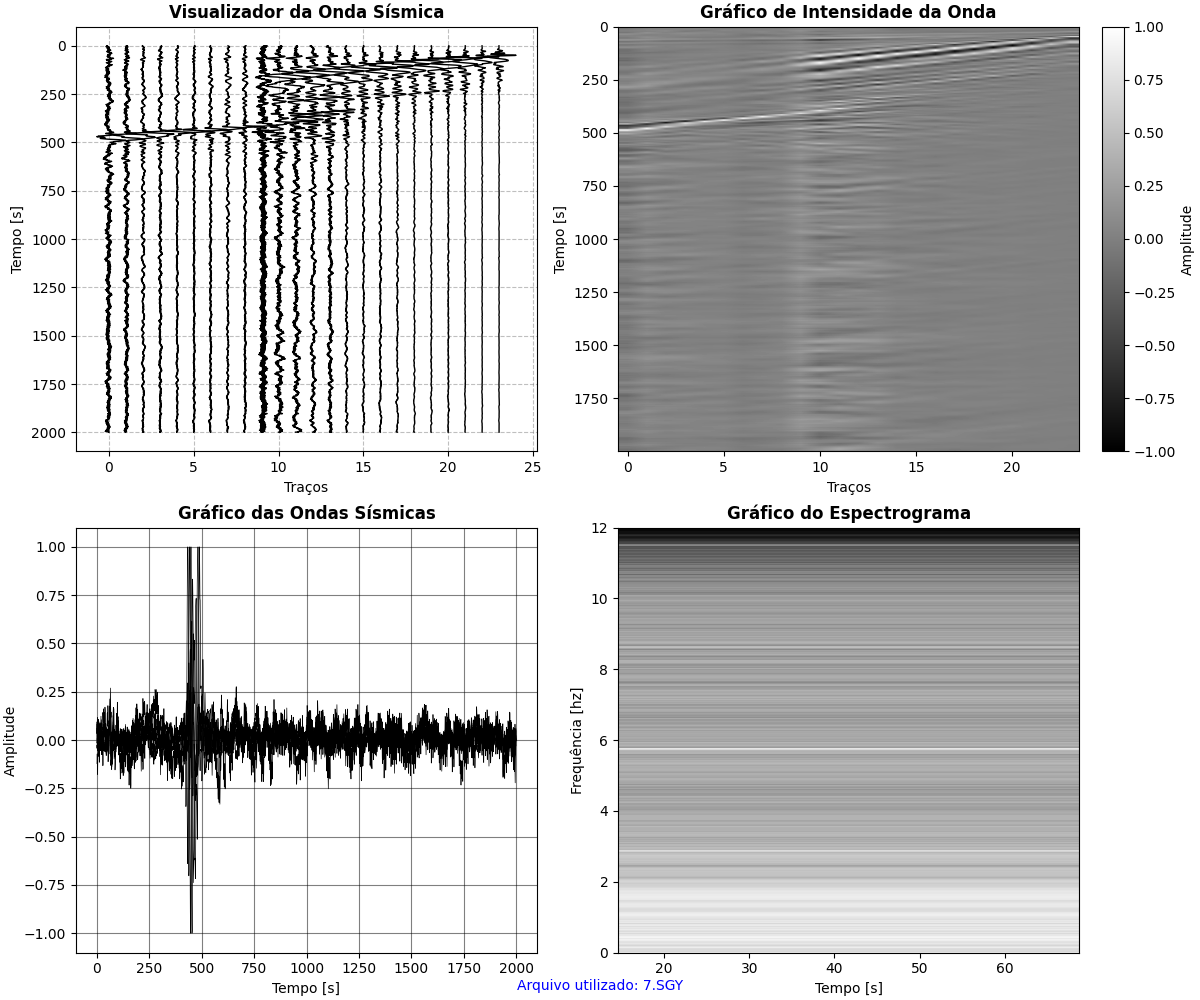 Visualizador da Onda Sísmica
0
250
500
750
1000
1250
1500
1750
2000
Tempo [s]
0 5 10 15 20 25
Traços
Gráfico de Intensidade da Onda
0
250
500
750
1000
1250
1500
1750
Tempo [s]
0 5 10 15 20
Traços
1.00
0.75
0.50
0.25
0.00
−0.25
−0.50
−0.75
−1.00
Amplitude
Gráfico das Ondas Sísmicas
1.00
0.75
0.50
0.25
0.00
−0.25
−0.50
−0.75
−1.00
Amplitude
0 250 500 750 1000 1250 1500 1750 2000
Tempo [s]
Gráfico do Espectrograma
12
10
8
6
4
2
0
Frequência [hz]
20 30 40 50 60
Tempo [s]
Arquivo utilizado: 7.SGY